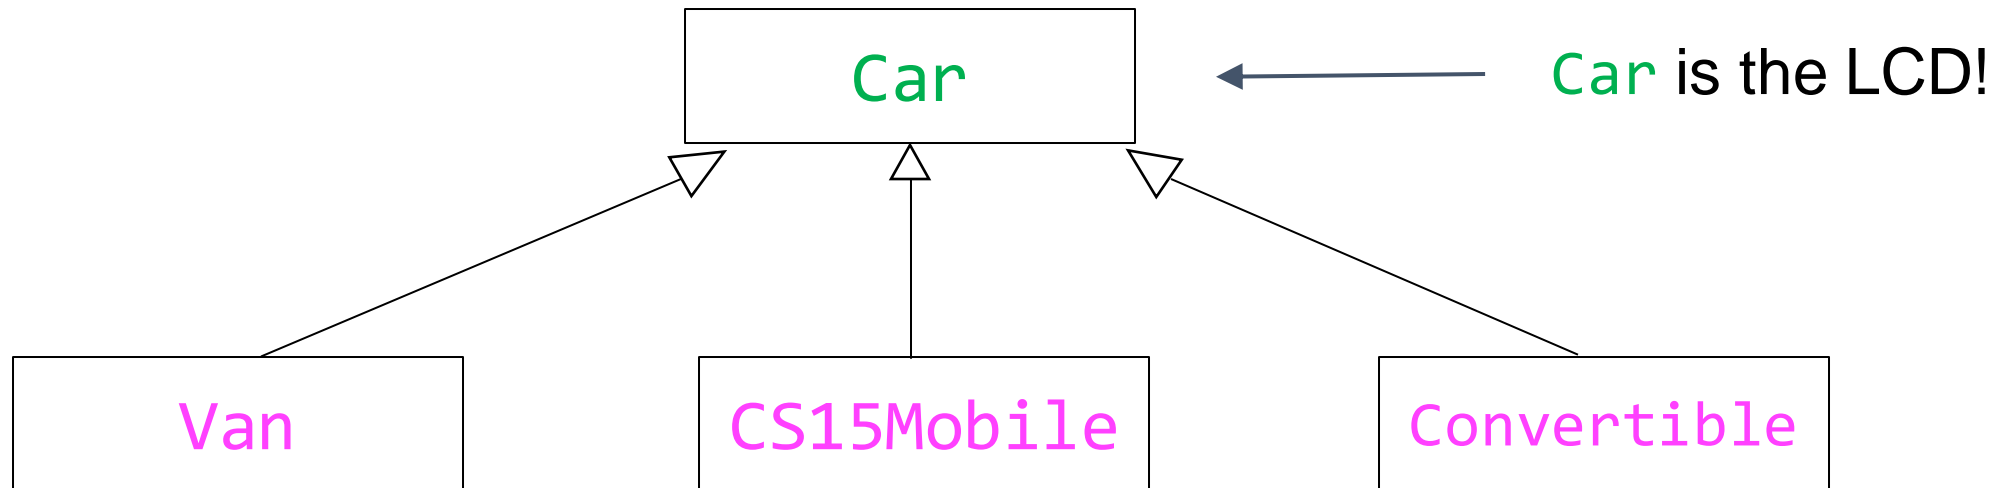 Car
Car is the LCD!
Van
CS15Mobile
Convertible